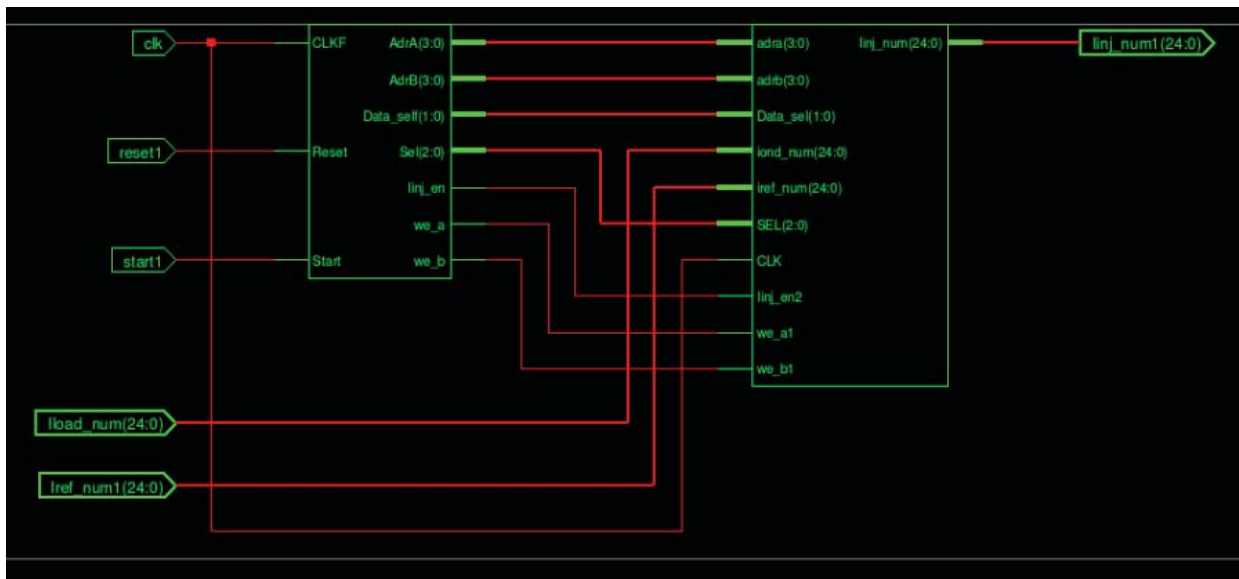 clk
reset1
start1
Iload_num(24:0)
Iref_num1(24:0)
CLKF
Reset
Start
AdrA(3:0)
AdrB(3:0)
Data_self(1:0)
Sel(2:0)
Iinj_en
we_a
we_b
adra(3:0)
adrb(3:0)
Data_sel(1:0)
iond_num(24:0)
iref_num(24:0)
SEL(2:0)
CLK
Iinj_en2
we_a1
we_b1
Iinj_num(24:0)
Iinj_num1(24:0)